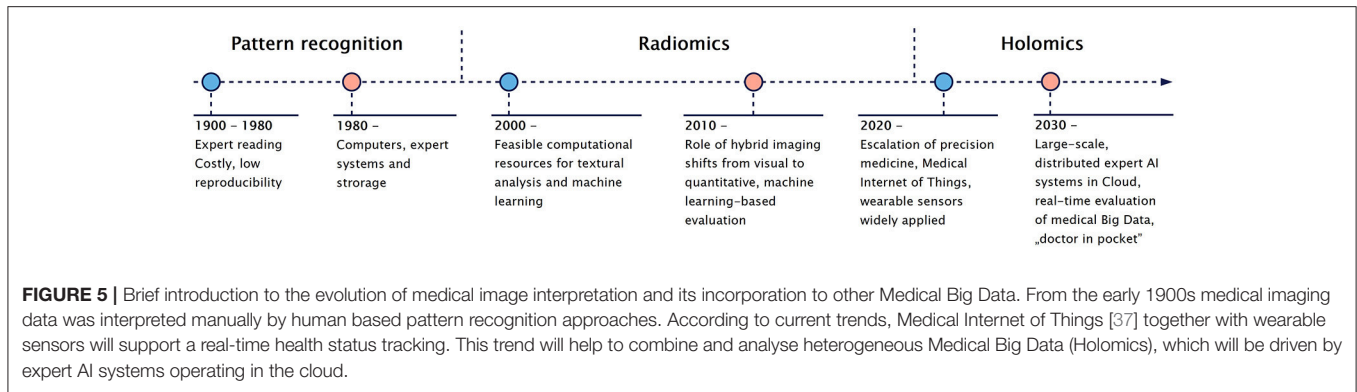 Pattern recognition
Radiomics
Holomics
1900 – 1980
Expert reading
Costly, low
reproducibility
1980 –
Computers, expert
systems and
strorage
2000 –
Feasible computational
resources for textural
analysis and machine
learning
2010 –
Role of hybrid imaging
shifts from visual to
quantitative, machine
learning–based
evaluation
2020 –
Escalation of precision
medicine, Medical
Internet of Things,
wearable sensors
widely applied
2030 –
Large–scale,
distributed expert AI
systems in Cloud,
real–time evaluation
of medical Big Data,
„doctor in pocket”
FIGURE 5 | Brief introduction to the evolution of medical image interpretation and its incorporation to other Medical Big Data. From the early 1900s medical imaging
data was interpreted manually by human based pattern recognition approaches. According to current trends, Medical Internet of Things [37] together with wearable
sensors will support a real-time health status tracking. This trend will help to combine and analyse heterogeneous Medical Big Data (Holomics), which will be driven by
expert AI systems operating in the cloud.